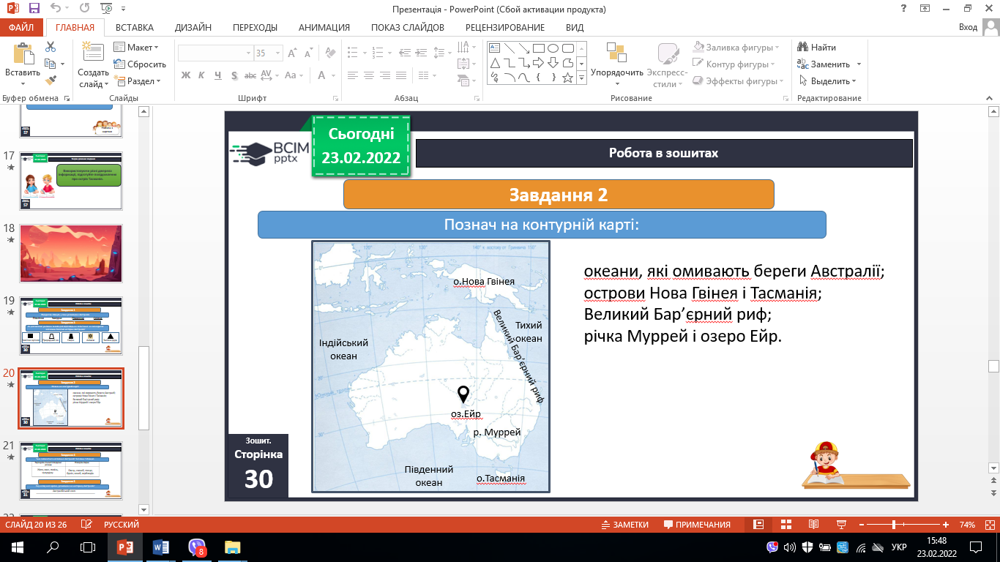 Презентація - PowerPoint (Сбой активации продукта)
ФАЙЛ ГЛАВНАЯ ВСТАВКА ДИЗАЙН ПЕРЕХОДЫ АНИМАЦИЯ ПОКАЗ СЛАЙДОВ РЕЦЕНЗИРОВАНИЕ ВИД Вход
Вставить
Создать слайд
Макет
Сбросить
Раздел
35
Ж К Ч S abc AV Aa A
Упорядочить
Экспресс-стили
Заливка фигуры
Контур фигуры
Эффекты фигуры
Найти
Заменить
Выделить
Буфер обмена Слайды Шрифт Абзац Рисование Редактирование
17
18
19
20
21
Сьогодні
23.02.2022
BCIM
pptx
Робота в зошитах
Завдання 2
Познач на контурній карті:
о.Нова Гвінея
Великий Бар’єрний риф
Тихий
океан
Індійський
океан
оз.Ейр
р. Муррей
Південний
океан
о.Тасманія
океани, які омивають береги Австралії;
острови Нова Гвінея і Тасманія;
Великий Бар’єрний риф;
річка Муррей і озеро Ейр.
Зошит.
Сторінка
30
СЛАЙД 20 ИЗ 26 РУССКИЙ ЗАМЕТКИ ПРИМЕЧАНИЯ 74%
8
УКР
15:48
23.02.2022